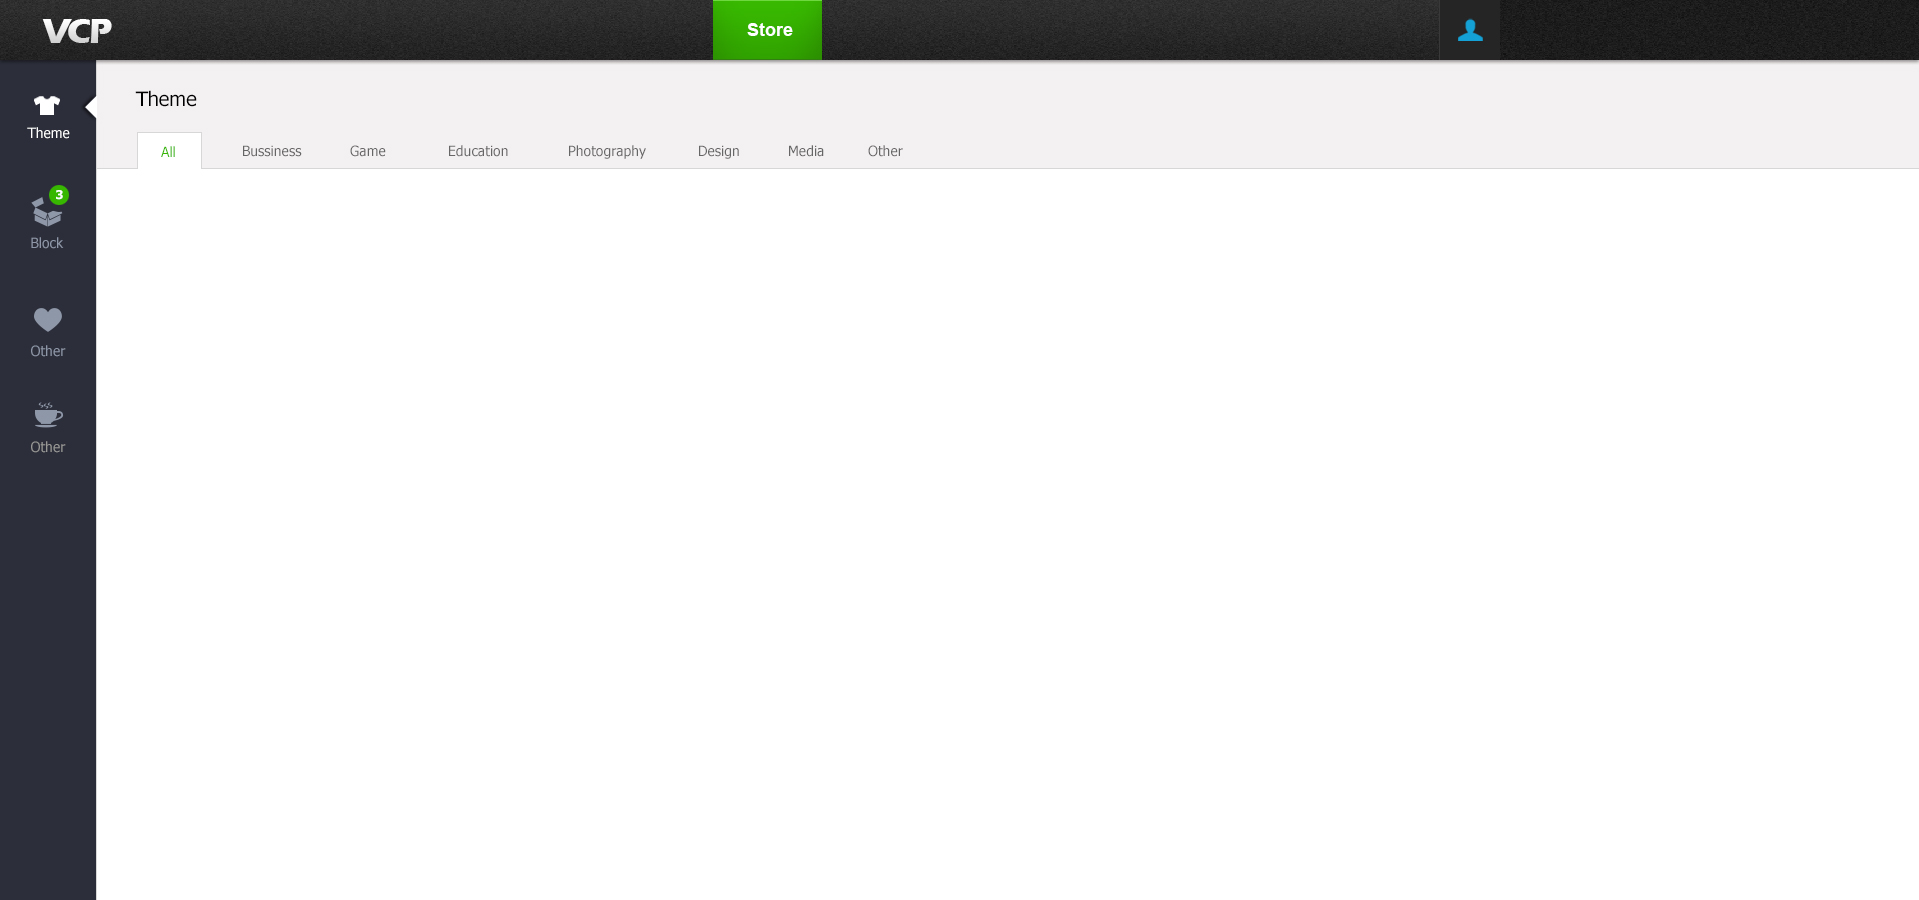 VCP
Store
Theme
Theme
All
Bussiness
Game
Education
Photography
Design
Media
Other
3
Block
Other
Other